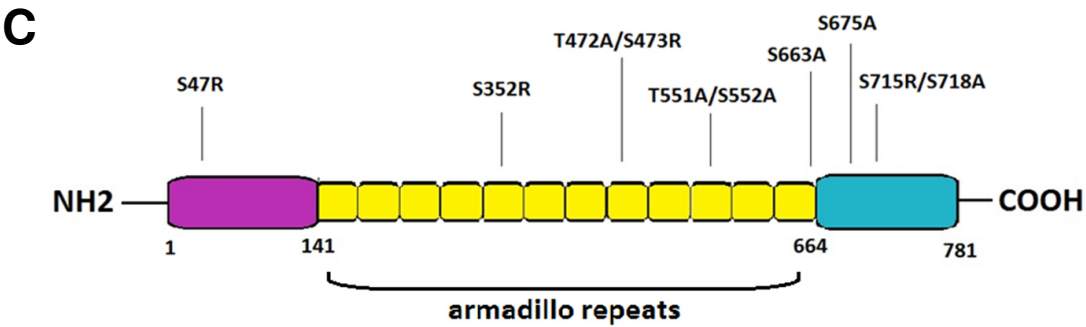 C
S47R
S352R
T472A/S473R
T551A/S552A
S663A
S675A
S715R/S718A
NH2
COOH
1
141
664
781
armadillo repeats